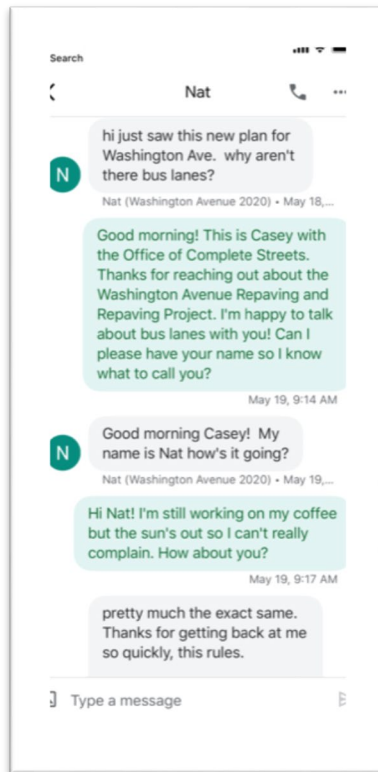 Search
Nat
hi just saw this new plan for
Washington Ave. why aren't
there bus lanes?
N
Nat (Washington Avenue 2020) • May 18,...
Good morning! This is Casey with
the Office of Complete Streets.
Thanks for reaching out about the
Washington Avenue Repaving and
Repaving Project. I'm happy to talk
about bus lanes with you! Can I
please have your name so I know
what to call you?
May 19, 9:14 AM
Good morning Casey! My
name is Nat how's it going?
N
Nat (Washington Avenue 2020) • May 19,...
Hi Nat! I'm still working on my coffee
but the sun's out so I can't really
complain. How about you?
May 19, 9:17 AM
pretty much the exact same.
Thanks for getting back at me
so quickly, this rules.
Type a message